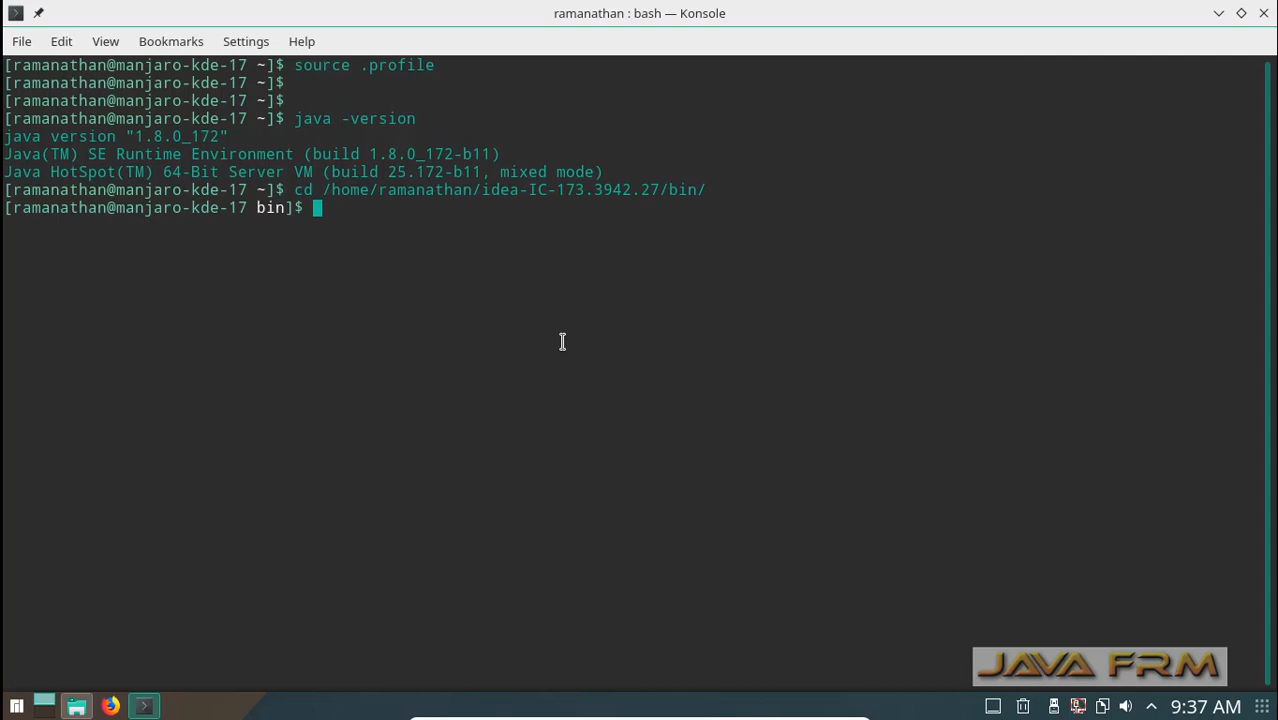 ramanathan : bash — Konsole
File Edit View Bookmarks Settings Help
[ramanathan@manjaro-kde-17 ~]$ source .profile
[ramanathan@manjaro-kde-17 ~]$
[ramanathan@manjaro-kde-17 ~]$
[ramanathan@manjaro-kde-17 ~]$ java -version
java version "1.8.0_172"
Java(TM) SE Runtime Environment (build 1.8.0_172-b11)
Java HotSpot(TM) 64-Bit Server VM (build 25.172-b11, mixed mode)
[ramanathan@manjaro-kde-17 ~]$ cd /home/ramanathan/idea-IC-173.3942.27/bin/
[ramanathan@manjaro-kde-17 bin]$
JAVA FRM
9:37 AM